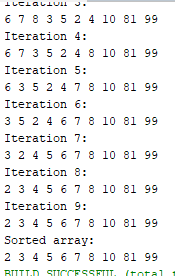 Iteration 3:
6 7 8 3 5 2 4 10 81 99
Iteration 4:
6 7 3 5 2 4 8 10 81 99
Iteration 5:
6 3 5 2 4 7 8 10 81 99
Iteration 6:
3 5 2 4 6 7 8 10 81 99
Iteration 7:
3 2 4 5 6 7 8 10 81 99
Iteration 8:
2 3 4 5 6 7 8 10 81 99
Iteration 9:
2 3 4 5 6 7 8 10 81 99
Sorted array:
2 3 4 5 6 7 8 10 81 99
BUILD SUCCESSFUL (total